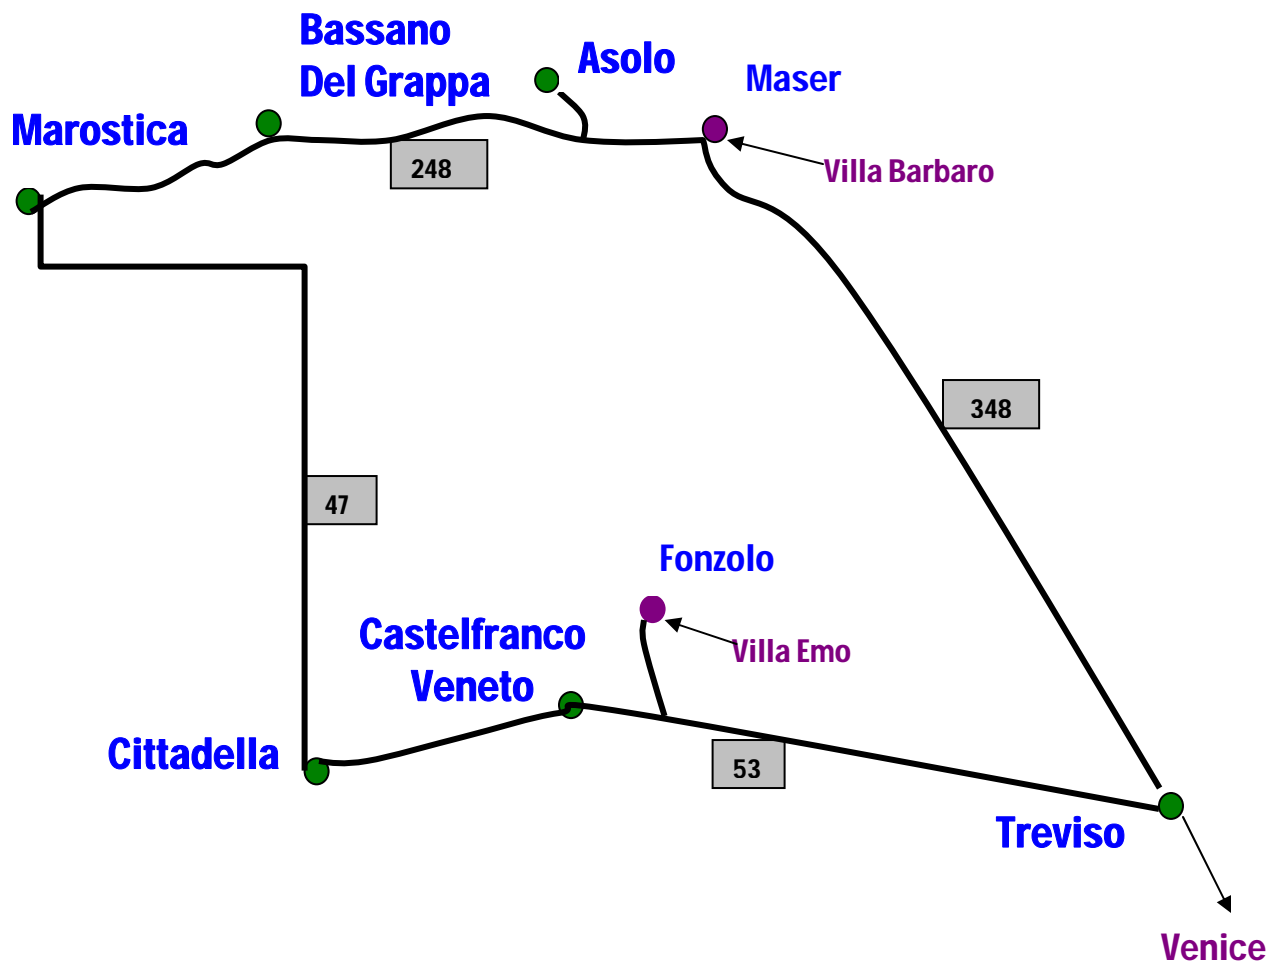 Bassano
Del Grappa
Asolo
Maser
Marostica
248
Villa Barbaro
348
47
Fonzolo
Castelfranco
Veneto
Villa Emo
Cittadella
53
Treviso
Venice